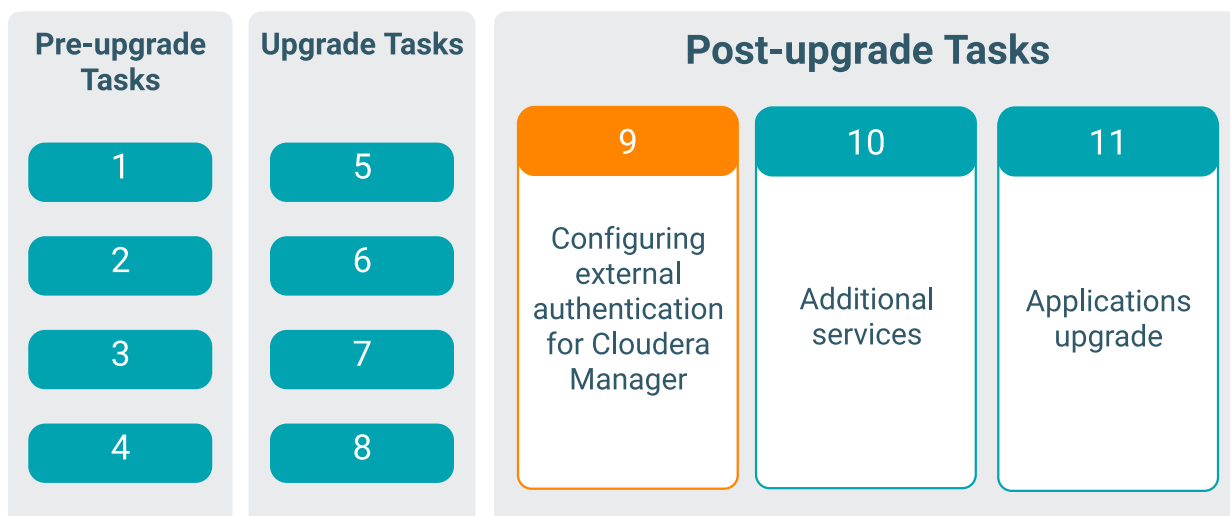 Pre-upgrade
Tasks
1
2
3
4
Upgrade Tasks
5
6
7
8
Post-upgrade Tasks
9
Configuring
external
authentication
for Cloudera
Manager
10
Additional
services
11
Applications
upgrade